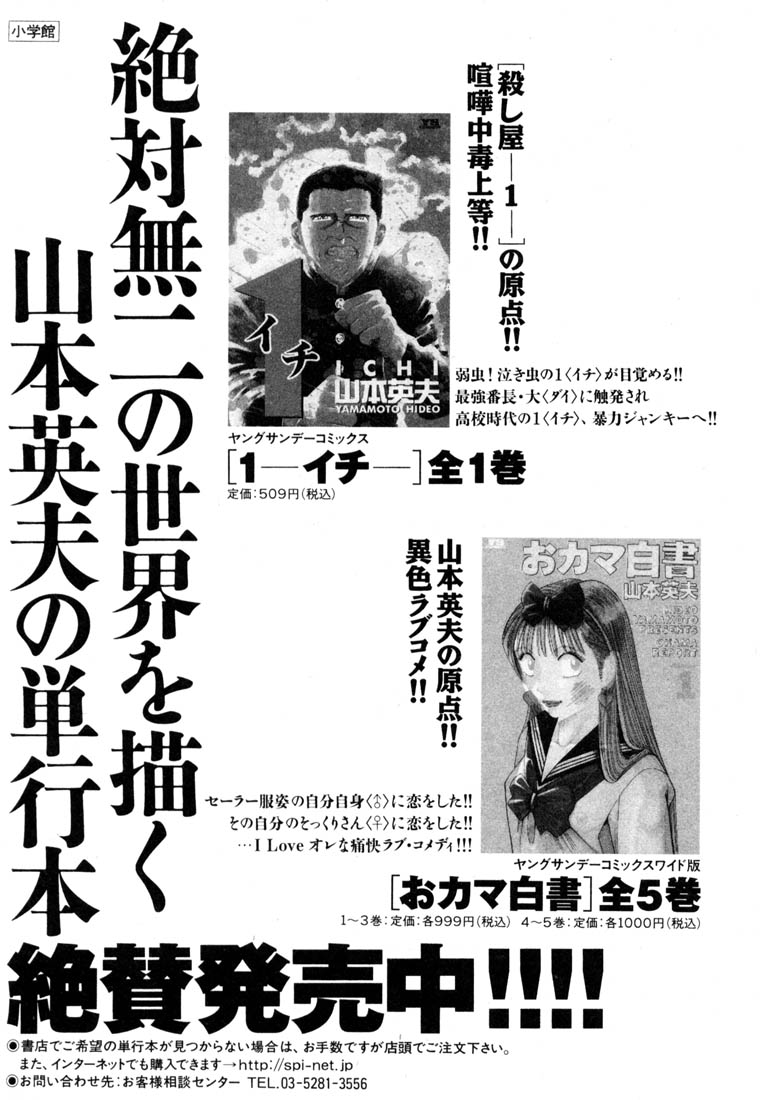 小学館
絶対無二の世界を描く
山本英夫の単行本
[殺し屋—1—]の原点!!
喧嘩中毒上等!!
1
イチ
ICHI
山本英夫
YAMAMOTO HIDEO
弱虫!泣き虫の1〈イチ〉が目覚める!!
最強番長・大〈ダイ〉に触発され
高校時代の1〈イチ〉、暴力ジャンキーへ!!
ヤングサンデーコミックス
[1—イチ—]全1巻
定価:509円(税込)
山本英夫の原点!!
異色ラブコメ!!
おカマ白書
山本英夫
HIDEO
YAMAMOTO
PRESENTS
OKAMA
REPORT
1
セーラー服姿の自分自身〈♂〉に恋をした!!
その自分のそっくりさん〈♀〉に恋をした!!
…I Love オレな痛快ラブ・コメディ!!!
ヤングサンデーコミックスワイド版
[おカマ白書]全5巻
1〜3巻:定価:各999円(税込) 4〜5巻:定価:各1000円(税込)
絶賛発売中!!!!
●書店でご希望の単行本が見つからない場合は、お手数ですが店頭でご注文下さい。
また、インターネットでも購入できます→http://spi-net.jp
●お問い合わせ先:お客様相談センター TEL.03-5281-3556